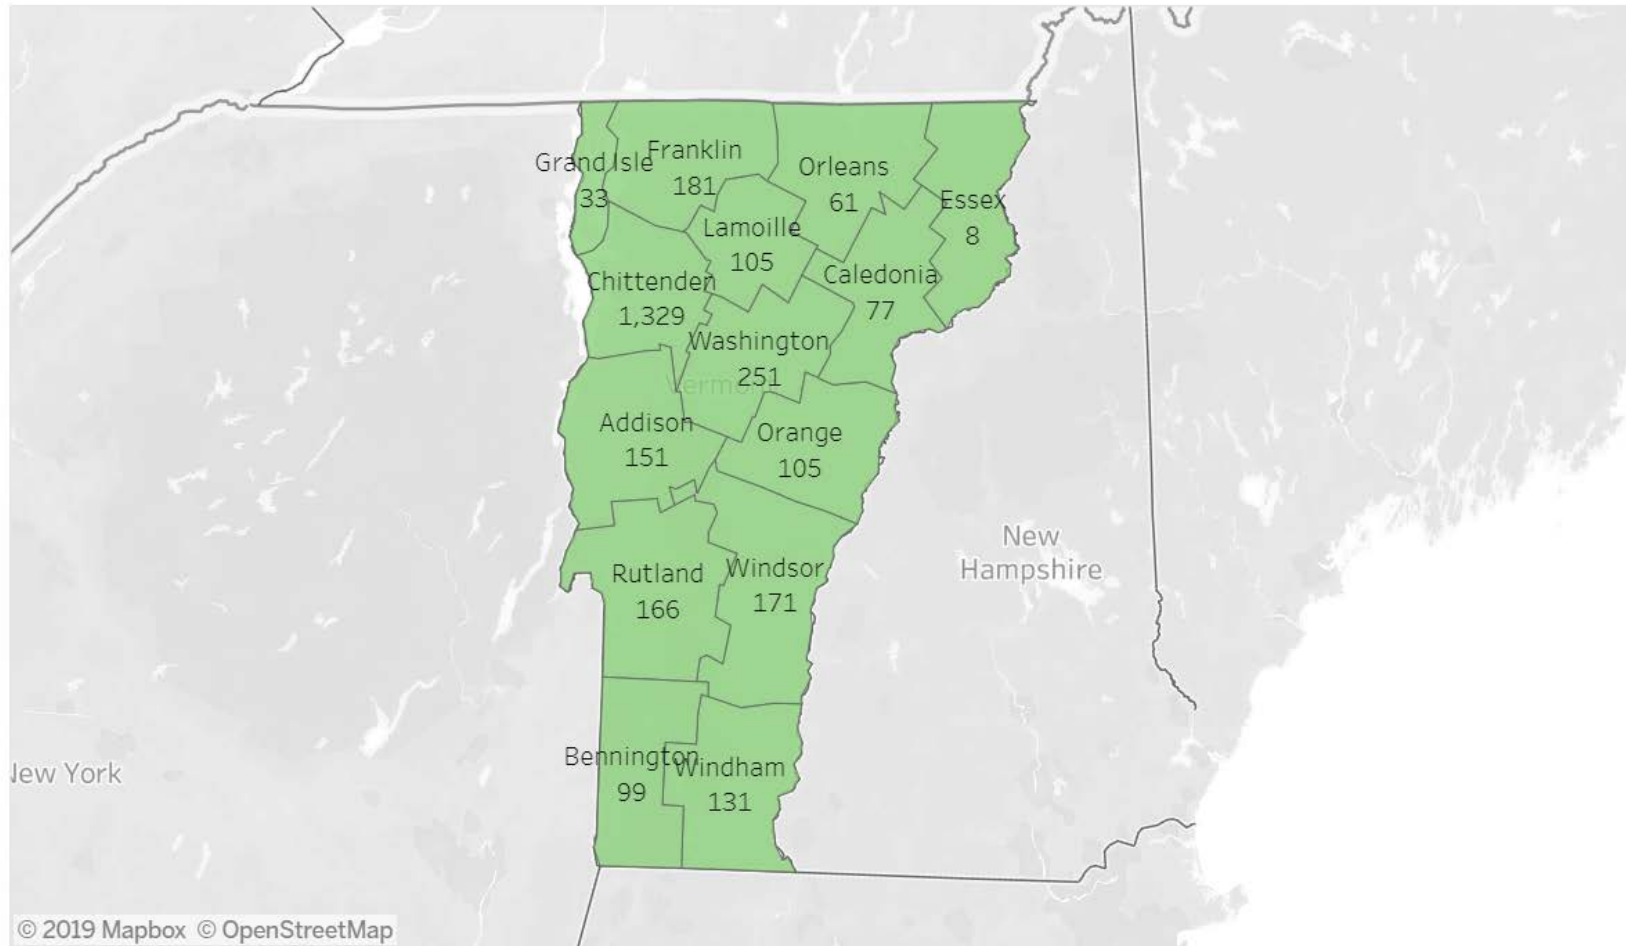 Grand Isle
33
Franklin
181
Orleans
61
Essex
8
Lamoille
105
Chittenden
1,329
Caledonia
77
Washington
251
Vermont
Addison
151
Orange
105
New
Hampshire
Rutland
166
Windsor
171
Bennington
99
Windham
131
New York
© 2019 Mapbox © OpenStreetMap